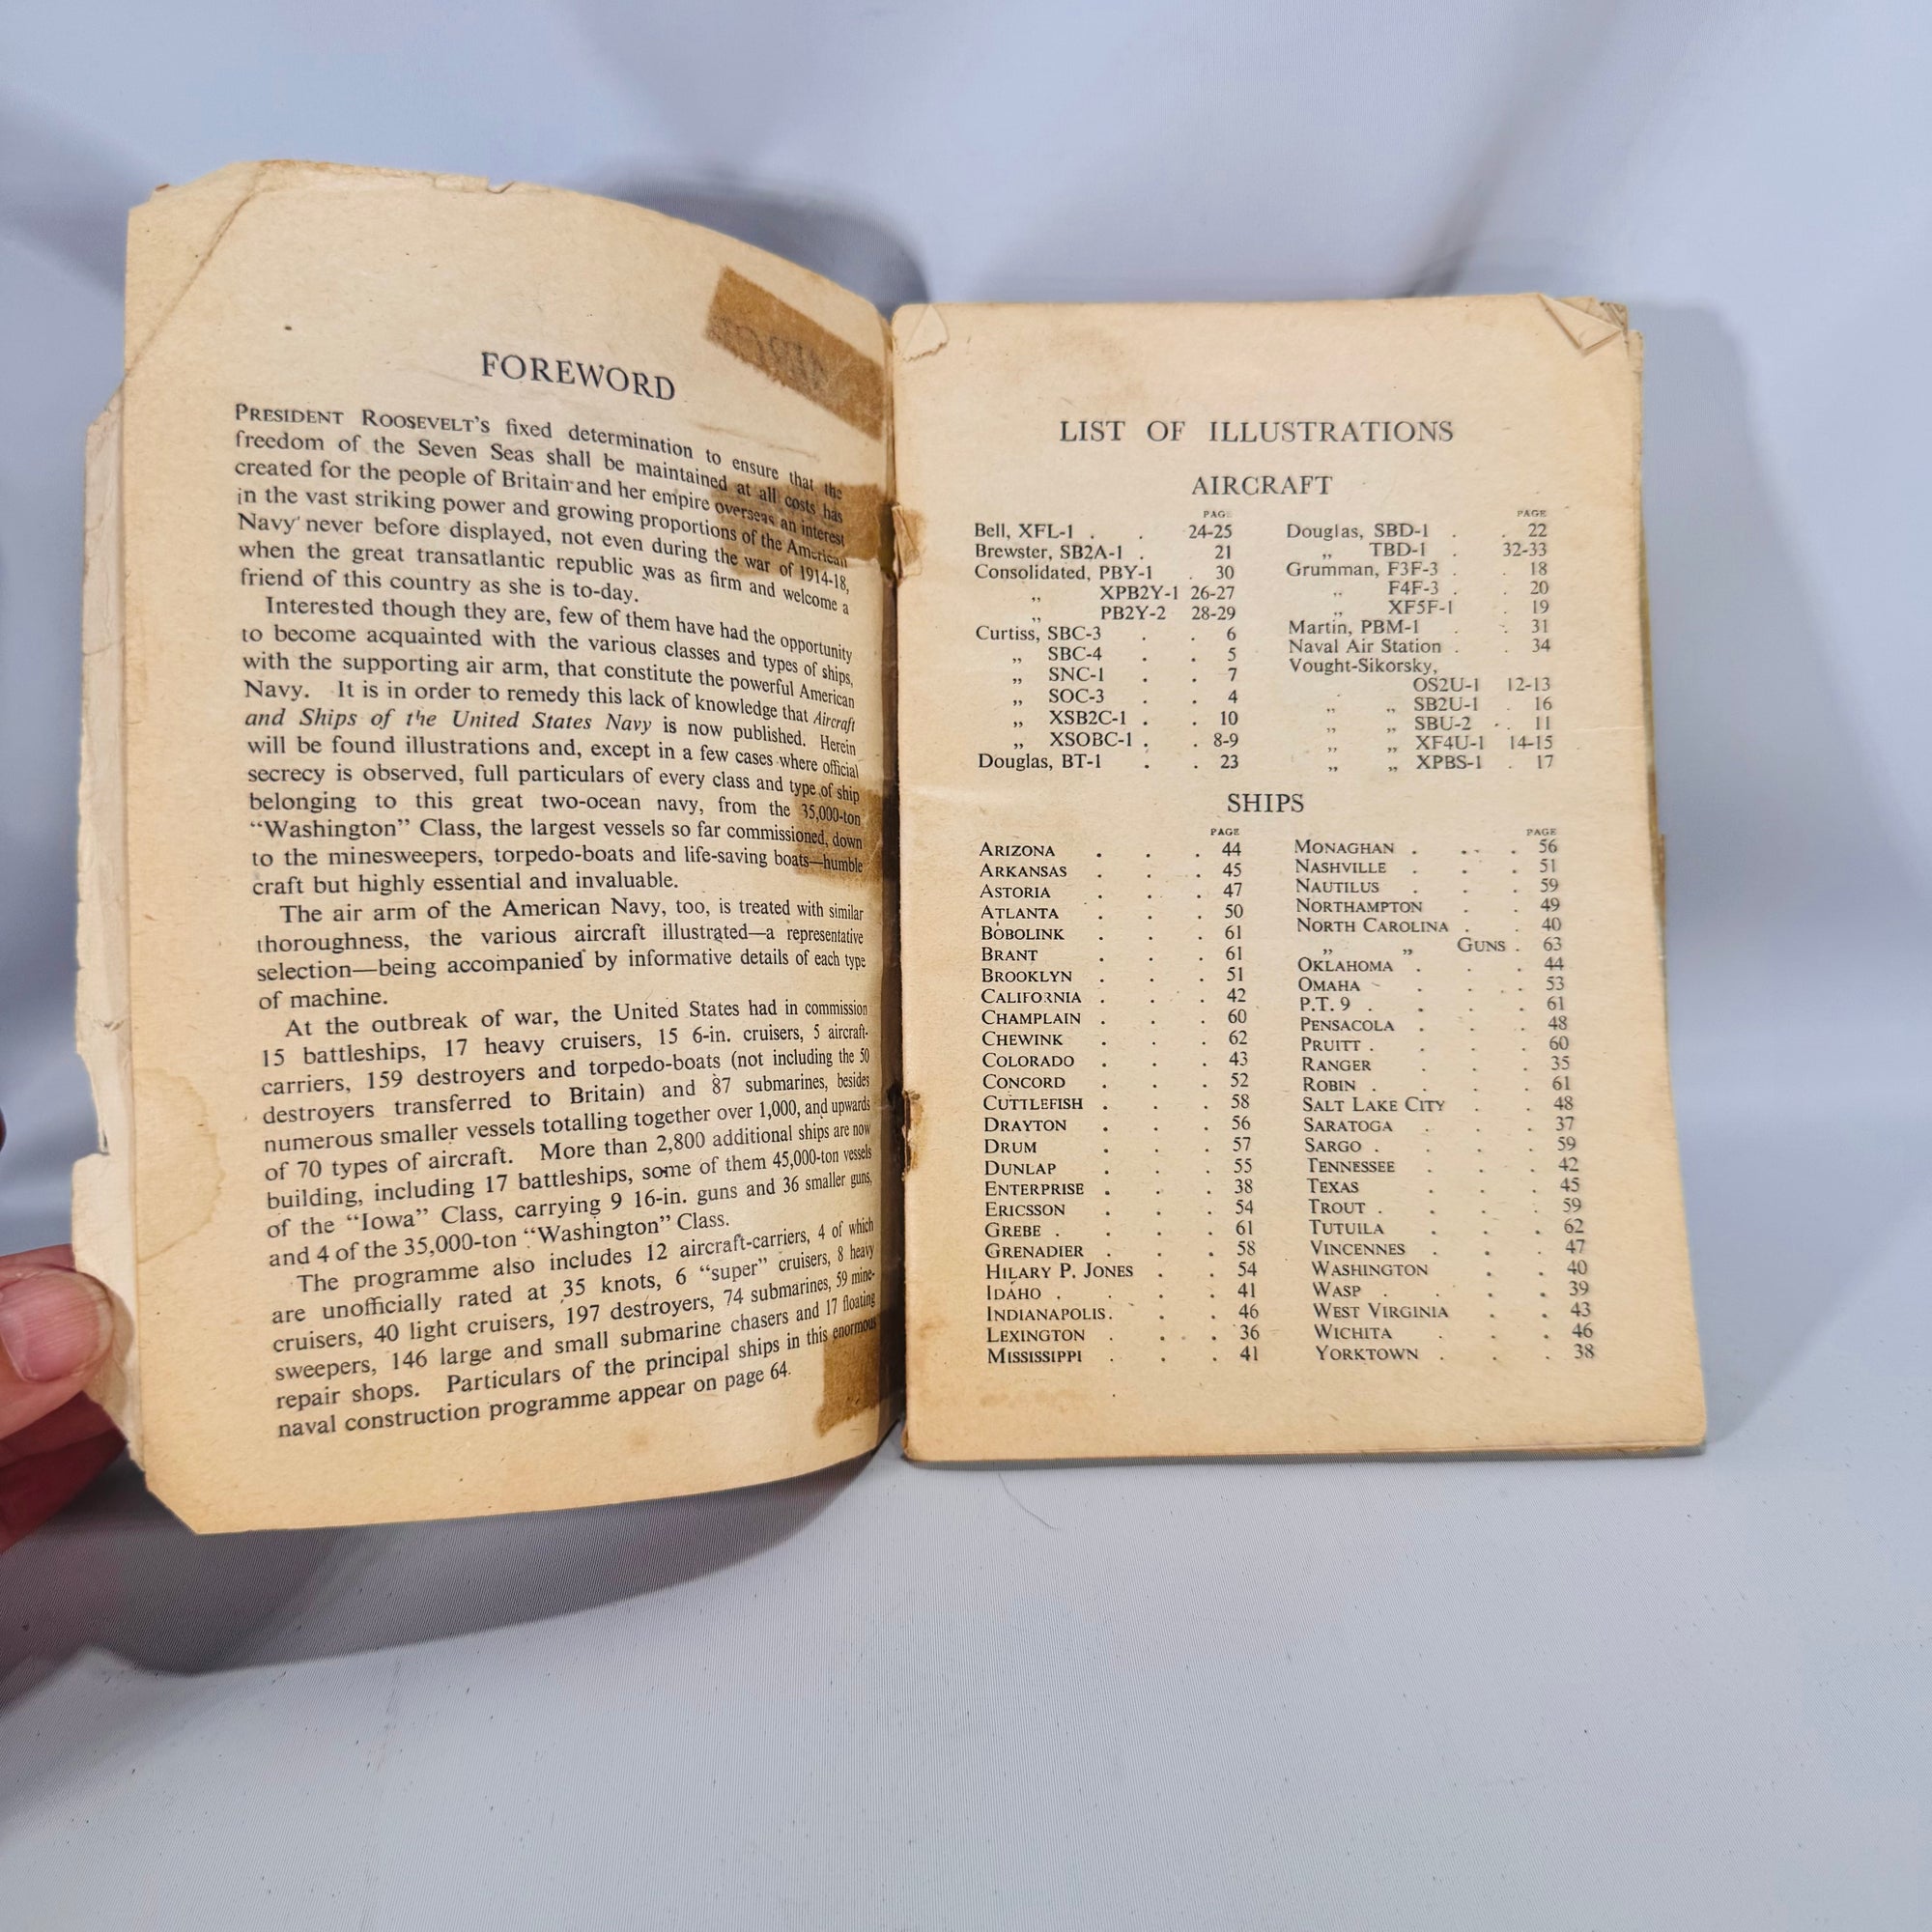 FOREWORD
PRESIDENT ROOSEVELT'S fixed determination to ensure that the
freedom of the Seven Seas shall be maintained at all costs has
created for the people of Britain and her empire overseas an interest
in the vast striking power and growing proportions of the American
Navy never before displayed, not even during the war of 1914-18,
when the great transatlantic republic was as firm and welcome a
friend of this country as she is to-day.
Interested though they are, few of them have had the opportunity
to become acquainted with the various classes and types of ships,
with the supporting air arm, that constitute the powerful American
Navy. It is in order to remedy this lack of knowledge that Aircraft
and Ships of the United States Navy is now published. Herein
will be found illustrations and, except in a few cases where official
secrecy is observed, full particulars of every class and type of ship
belonging to this great two-ocean navy, from the 35,000-ton
"Washington" Class, the largest vessels so far commissioned, down
to the minesweepers, torpedo-boats and life-saving boats—humble
craft but highly essential and invaluable.
The air arm of the American Navy, too, is treated with similar
thoroughness, the various aircraft illustrated—a representative
selection—being accompanied by informative details of each type
of machine.
At the outbreak of war, the United States had in commission
15 battleships, 17 heavy cruisers, 15 6-in. cruisers, 5 aircraft-
carriers, 159 destroyers and torpedo-boats (not including the 50
destroyers transferred to Britain) and 87 submarines, besides
numerous smaller vessels totalling together over 1,000, and upwards
of 70 types of aircraft. More than 2,800 additional ships are now
building, including 17 battleships, some of them 45,000-ton vessels
of the "Iowa" Class, carrying 9 16-in. guns and 36 smaller guns,
and 4 of the 35,000-ton "Washington" Class.
The programme also includes 12 aircraft-carriers, 4 of which
are unofficially rated at 35 knots, 6 "super" cruisers, 8 heavy
cruisers, 40 light cruisers, 197 destroyers, 74 submarines, 59 mine-
sweepers, 146 large and small submarine chasers and 17 floating
repair shops. Particulars of the principal ships in this enormous
naval construction programme appear on page 64.
LIST OF ILLUSTRATIONS
AIRCRAFT
PAGE
Bell, XFL-1 . . 24-25
Brewster, SB2A-1 . 21
Consolidated, PBY-1 . 30
„ XPB2Y-1 26-27
„ PB2Y-2 28-29
Curtiss, SBC-3 . . 6
„ SBC-4 . . 5
„ SNC-1 . . 7
„ SOC-3 . . 4
„ XSB2C-1 . . 10
„ XSOBC-1 . . 8-9
Douglas, BT-1 . . 23
PAGE
Douglas, SBD-1 . . 22
„ TBD-1 . 32-33
Grumman, F3F-3 . . 18
„ F4F-3 . . 20
„ XF5F-1 . 19
Martin, PBM-1 . . 31
Naval Air Station . . 34
Vought-Sikorsky,
OS2U-1 12-13
„ „ SB2U-1 . 16
„ „ SBU-2 . 11
„ „ XF4U-1 14-15
„ „ XPBS-1 . 17
SHIPS
PAGE
ARIZONA . . . 44
ARKANSAS . . . 45
ASTORIA . . . 47
ATLANTA . . . 50
BOBOLINK . . . 61
BRANT . . . 61
BROOKLYN . . . 51
CALIFORNIA . . . 42
CHAMPLAIN . . . 60
CHEWINK . . . 62
COLORADO . . . 43
CONCORD . . . 52
CUTTLEFISH . . . 58
DRAYTON . . . 56
DRUM . . . 57
DUNLAP . . . 55
ENTERPRISE . . . 38
ERICSSON . . . 54
GREBE . . . . 61
GRENADIER . . . 58
HILARY P. JONES . . 54
IDAHO . . . . 41
INDIANAPOLIS . . . 46
LEXINGTON . . . 36
MISSISSIPPI . . . 41
PAGE
MONAGHAN . . . 56
NASHVILLE . . . 51
NAUTILUS . . . 59
NORTHAMPTON . . 49
NORTH CAROLINA . . 40
„ „ GUNS . 63
OKLAHOMA . . . 44
OMAHA . . . 53
P.T. 9 . . . . 61
PENSACOLA . . . 48
PRUITT . . . . 60
RANGER . . . 35
ROBIN . . . . 61
SALT LAKE CITY . . 48
SARATOGA . . . 37
SARGO . . . . 59
TENNESSEE . . . 42
TEXAS . . . 45
TROUT . . . . 59
TUTUILA . . . 62
VINCENNES . . . 47
WASHINGTON . . 40
WASP . . . . 39
WEST VIRGINIA . . 43
WICHITA . . . 46
YORKTOWN . . . 38